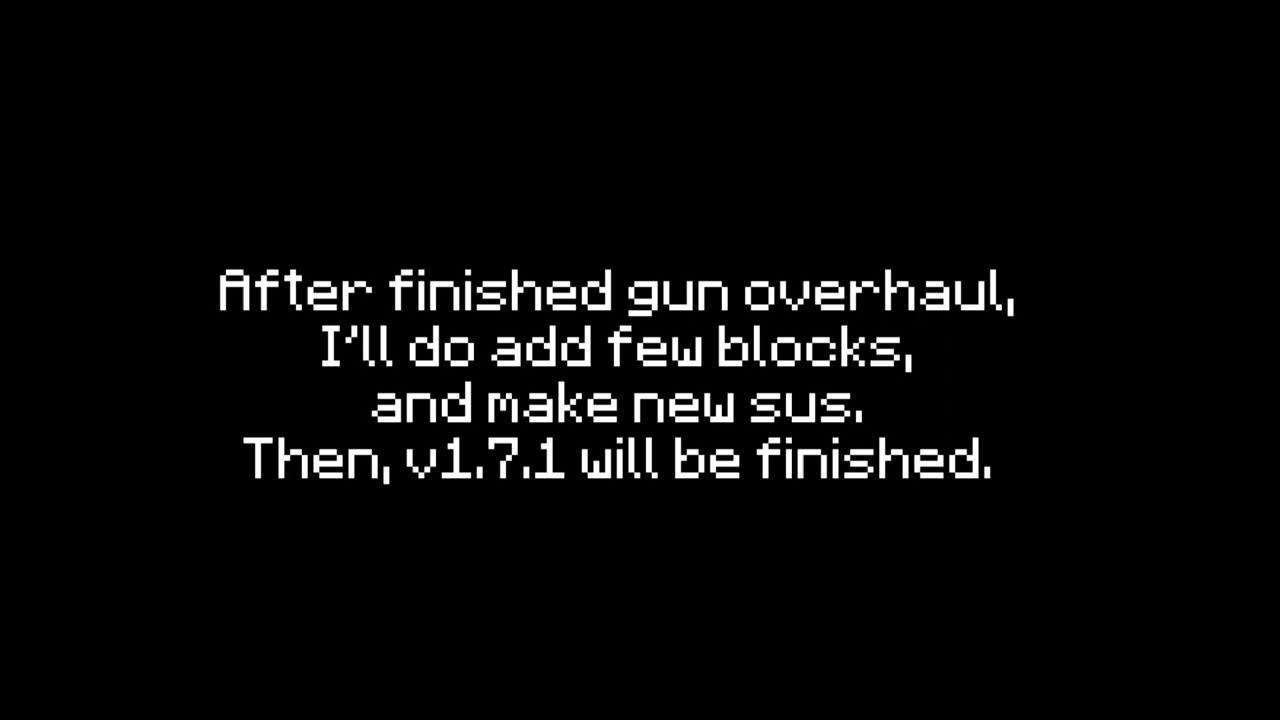 After finished gun overhaul,
I'll do add few blocks,
and make new sus.
Then, v1.7.1 will be finished.